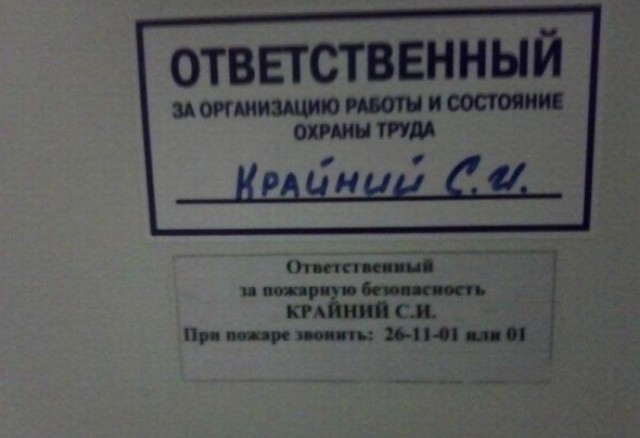 ОТВЕТСТВЕННЫЙ
ЗА ОРГАНИЗАЦИЮ РАБОТЫ И СОСТОЯНИЕ
ОХРАНЫ ТРУДА
КРАЙНИЙ С.И.
Ответственный
за пожарную безопасность
КРАЙНИЙ С.И.
При пожаре звонить: 26-11-01 или 01